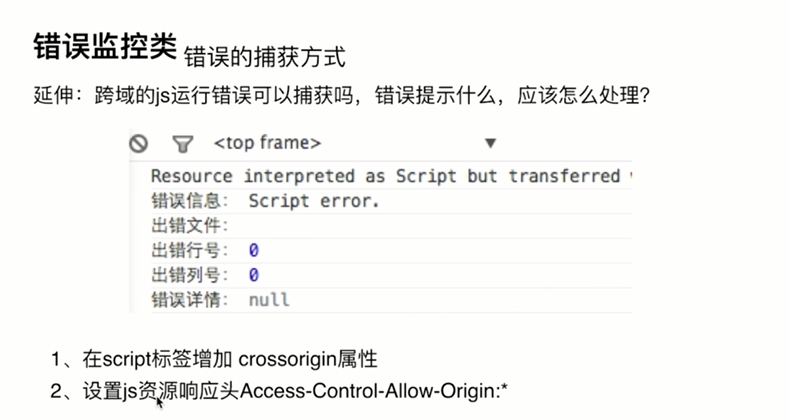 错误监控类 错误的捕获方式
延伸：跨域的js运行错误可以捕获吗，错误提示什么，应该怎么处理？
<top frame>
Resource interpreted as Script but transferred
错误信息： Script error.
出错文件：
出错行号： 0
出错列号： 0
错误详情： null
1、在script标签增加 crossorigin属性
2、设置js资源响应头Access-Control-Allow-Origin:*